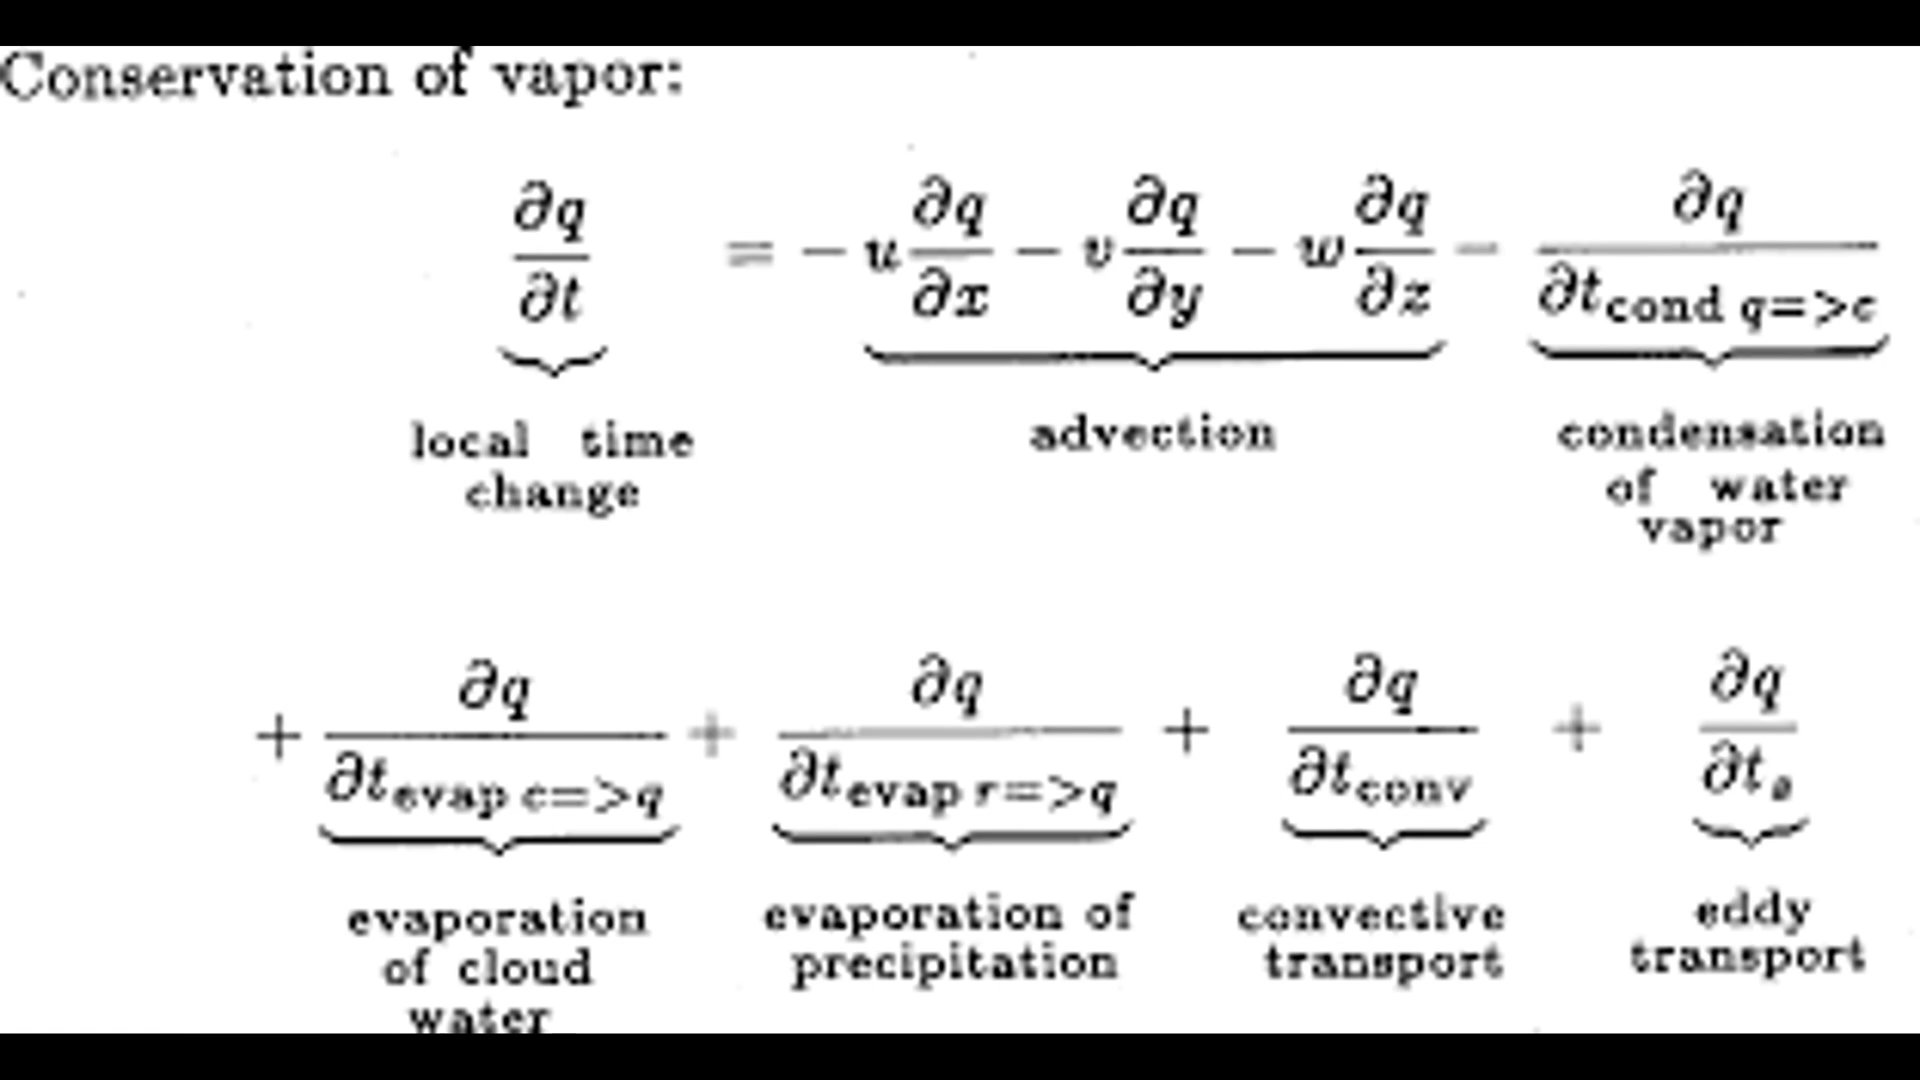 Conservation of vapor:
∂q/∂t = − u ∂q/∂x − v ∂q/∂y − w ∂q/∂z − ∂q/∂t_cond q=>c
local time change advection condensation of water vapor
+ ∂q/∂t_evap c=>q + ∂q/∂t_evap r=>q + ∂q/∂t_conv + ∂q/∂t_s
evaporation of cloud water evaporation of precipitation convective transport eddy transport